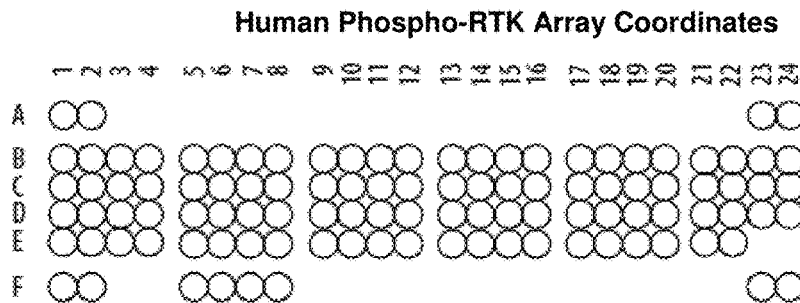 Human Phospho-RTK Array Coordinates
1 2 3 4 5 6 7 8 9 10 11 12 13 14 15 16 17 18 19 20 21 22 23 24
A
B
C
D
E
F